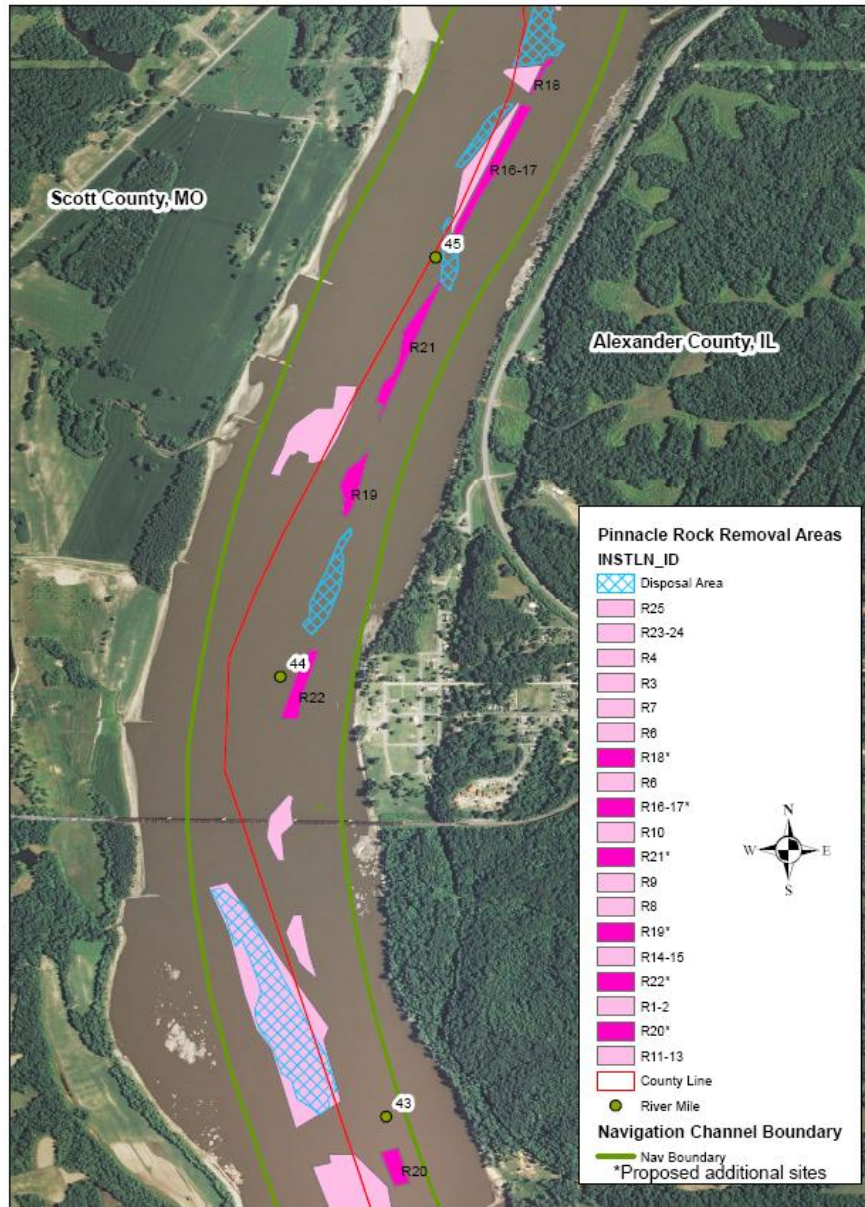 R18
R16-17
Scott County, MO
45
Alexander County, IL
R21
R19
44
R22
43
R20
Pinnacle Rock Removal Areas
INSTLN_ID
Disposal Area
R25
R23-24
R4
R3
R7
R6
R18*
R6
R16-17*
R10
R21*
R9
R8
R19*
R14-15
R22*
R1-2
R20*
R11-13
County Line
River Mile
Navigation Channel Boundary
Nav Boundary
*Proposed additional sites
N
W E
S